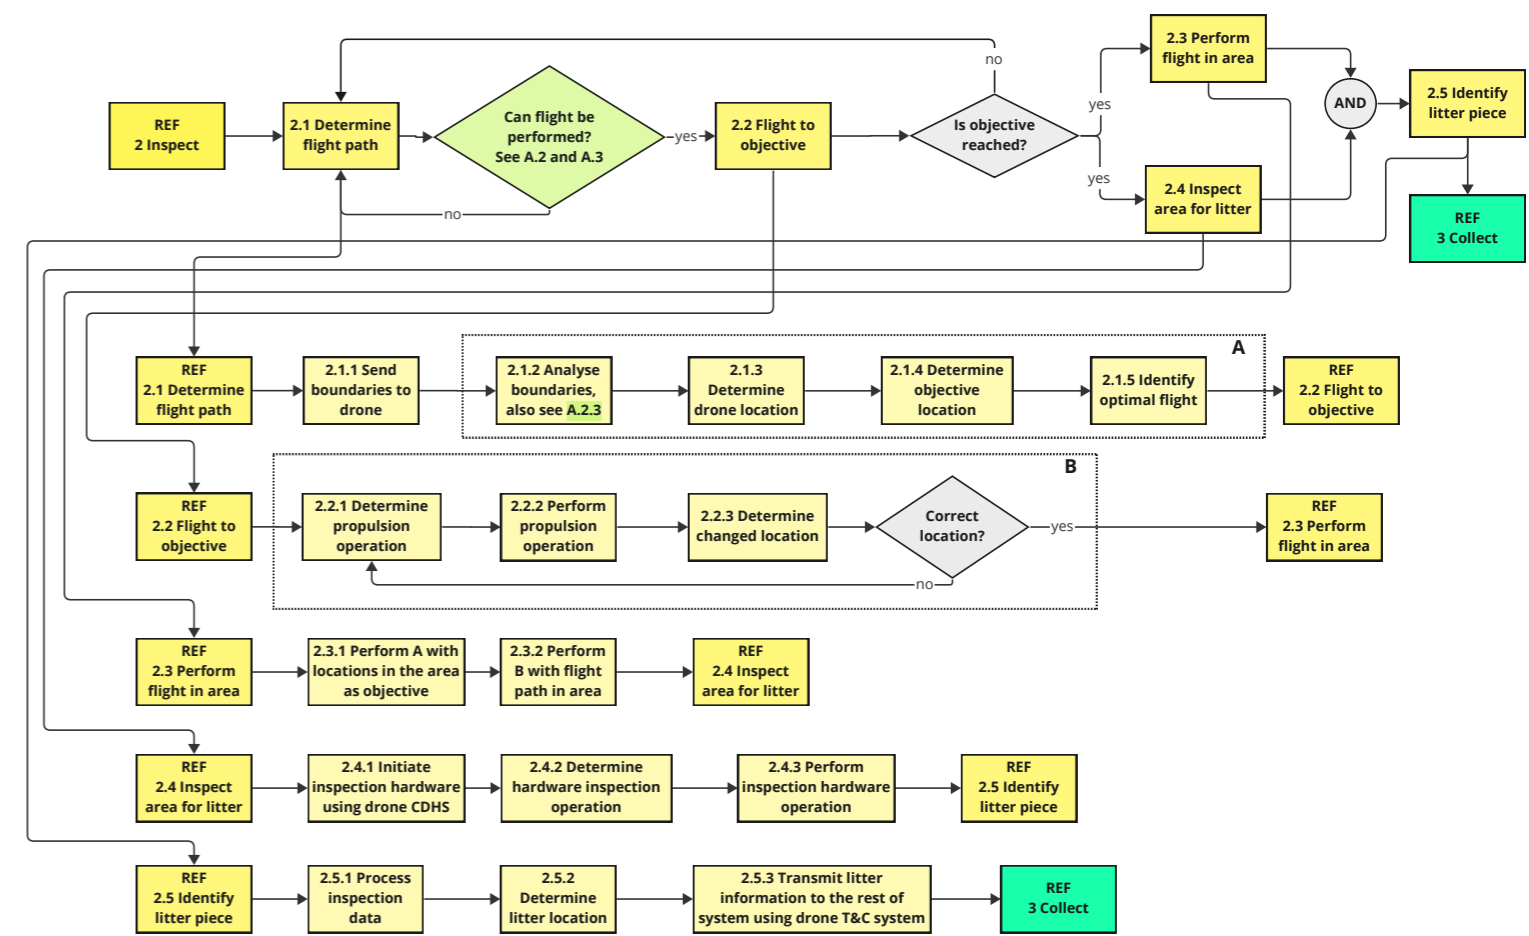 REF
2 Inspect
2.1 Determine
flight path
Can flight be
performed?
See A.2 and A.3
yes
no
2.2 Flight to
objective
Is objective
reached?
no
yes
yes
2.3 Perform
flight in area
2.4 Inspect
area for litter
AND
2.5 Identify
litter piece
REF
3 Collect
A
REF
2.1 Determine
flight path
2.1.1 Send
boundaries to
drone
2.1.2 Analyse
boundaries,
also see A.2.3
2.1.3
Determine
drone location
2.1.4 Determine
objective
location
2.1.5 Identify
optimal flight
REF
2.2 Flight to
objective
B
REF
2.2 Flight to
objective
2.2.1 Determine
propulsion
operation
2.2.2 Perform
propulsion
operation
2.2.3 Determine
changed location
Correct
location?
yes
no
REF
2.3 Perform
flight in area
REF
2.3 Perform
flight in area
2.3.1 Perform A with
locations in the area
as objective
2.3.2 Perform
B with flight
path in area
REF
2.4 Inspect
area for litter
REF
2.4 Inspect
area for litter
2.4.1 Initiate
inspection hardware
using drone CDHS
2.4.2 Determine
hardware inspection
operation
2.4.3 Perform
inspection hardware
operation
REF
2.5 Identify
litter piece
REF
2.5 Identify
litter piece
2.5.1 Process
inspection
data
2.5.2
Determine
litter location
2.5.3 Transmit litter
information to the rest of
system using drone T&C system
REF
3 Collect